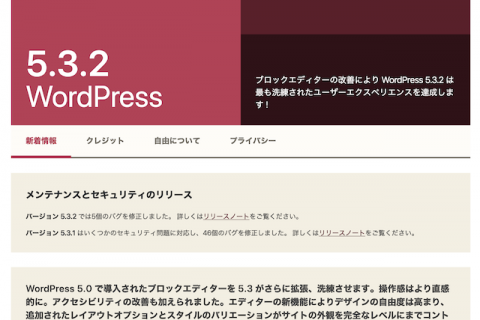 5.3.2
WordPress
ブロックエディターの改善により WordPress 5.3.2 は
最も洗練されたユーザーエクスペリエンスを達成しま
す！
新着情報 クレジット 自由について プライバシー
メンテナンスとセキュリティのリリース
バージョン 5.3.2 では5個のバグを修正しました。 詳しくはリリースノートをご覧ください。
バージョン 5.3.1 はいくつかのセキュリティ問題に対応し、46個のバグを修正しました。 詳しくはリリースノートをご覧ください。
WordPress 5.0 で導入されたブロックエディターを 5.3 がさらに拡張、洗練させます。操作感はより直感
的に。アクセシビリティの改善も加えられました。エディターの新機能によりデザインの自由度は高まり、
追加されたレイアウトオプションとスタイルのバリエーションがサイトの外観を完全なレベルにまでコント